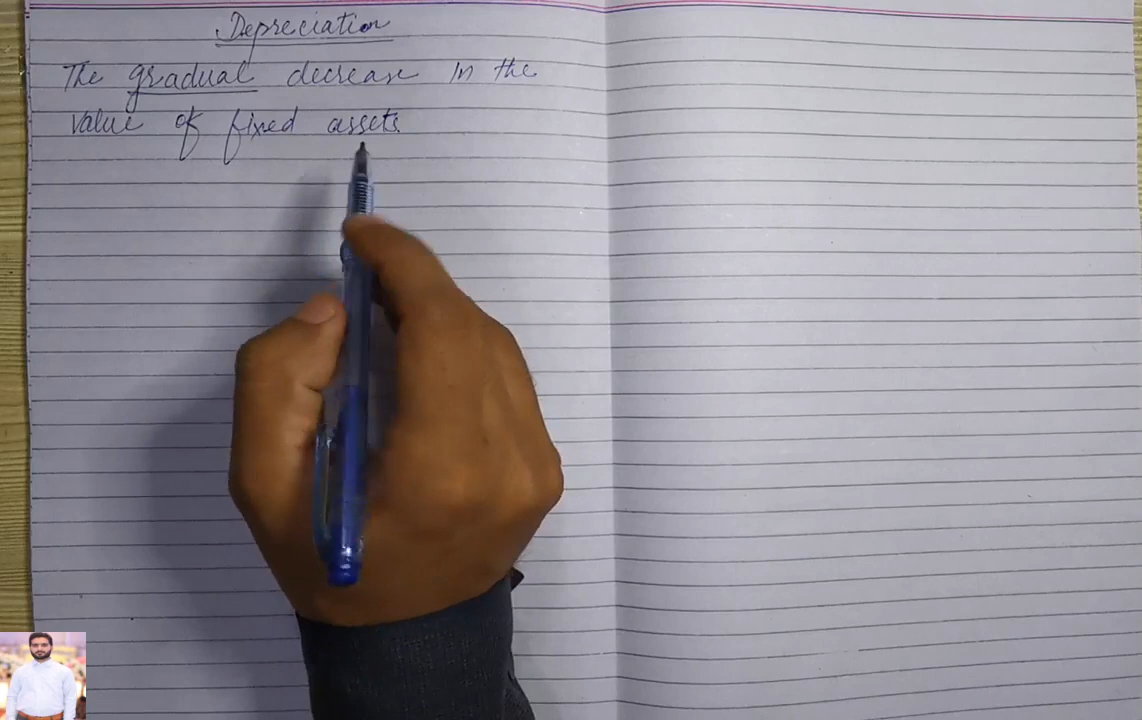 Depreciation
The gradual decrease in the
value of fixed assets.